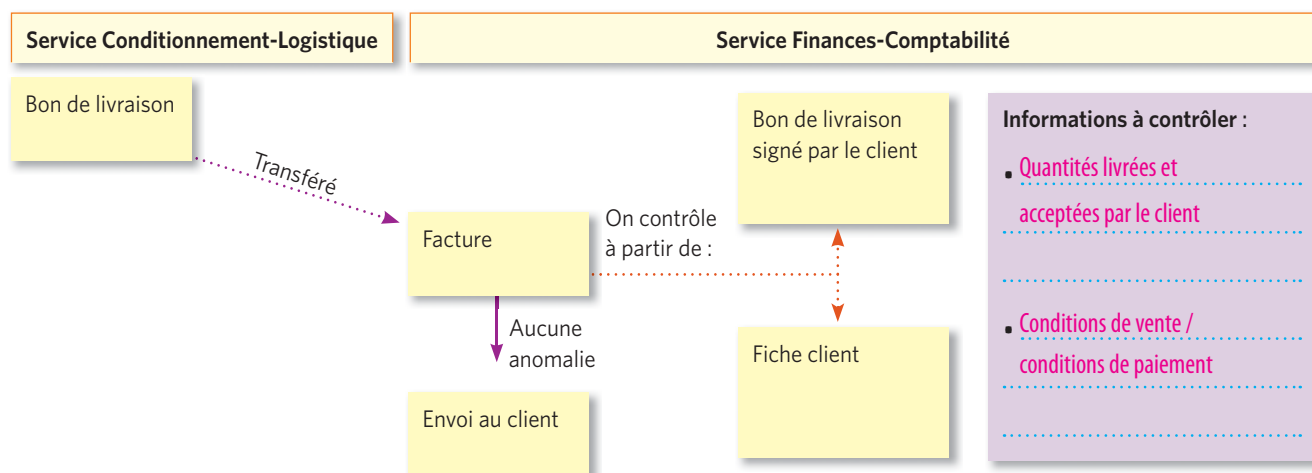 Service Conditionnement-Logistique
Service Finances-Comptabilité
Bon de livraison
Transféré
Facture
Aucune
anomalie
Envoi au client
On contrôle
à partir de :
Bon de livraison
signé par le client
Fiche client
Informations à contrôler :
▪ Quantités livrées et
acceptées par le client
▪ Conditions de vente /
conditions de paiement